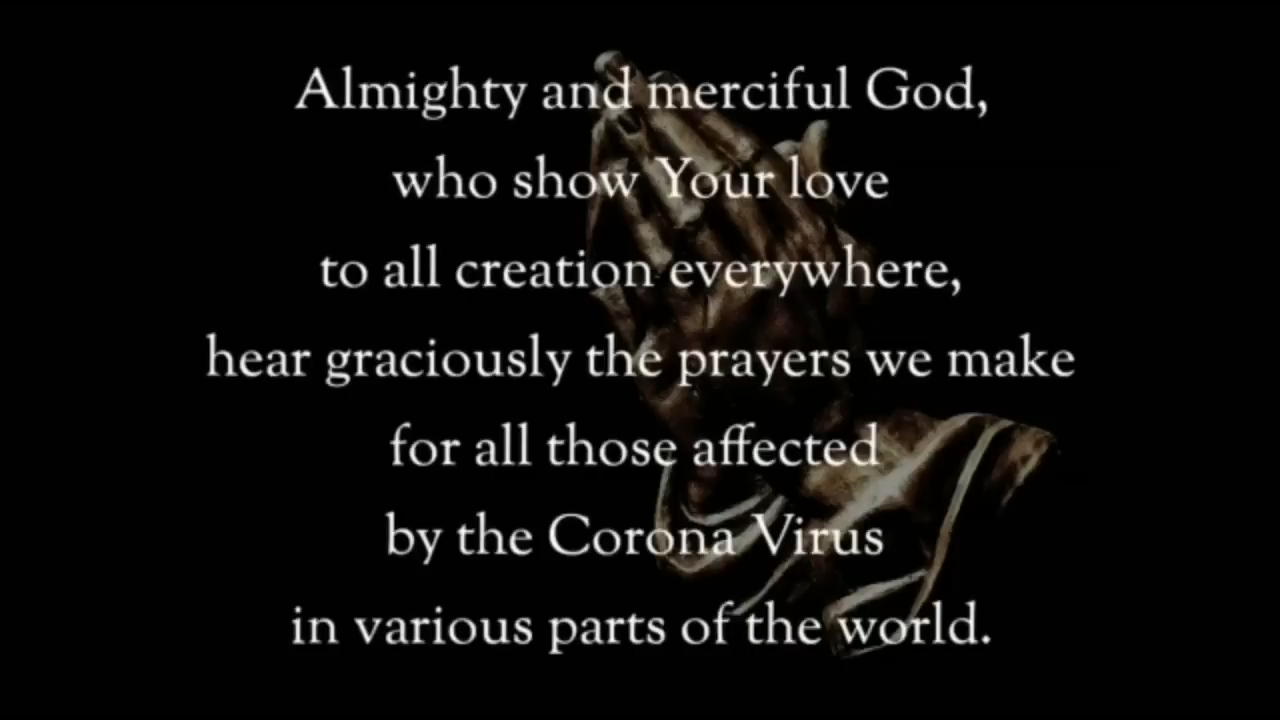 Almighty and merciful God,
who show Your love
to all creation everywhere,
hear graciously the prayers we make
for all those affected
by the Corona Virus
in various parts of the world.